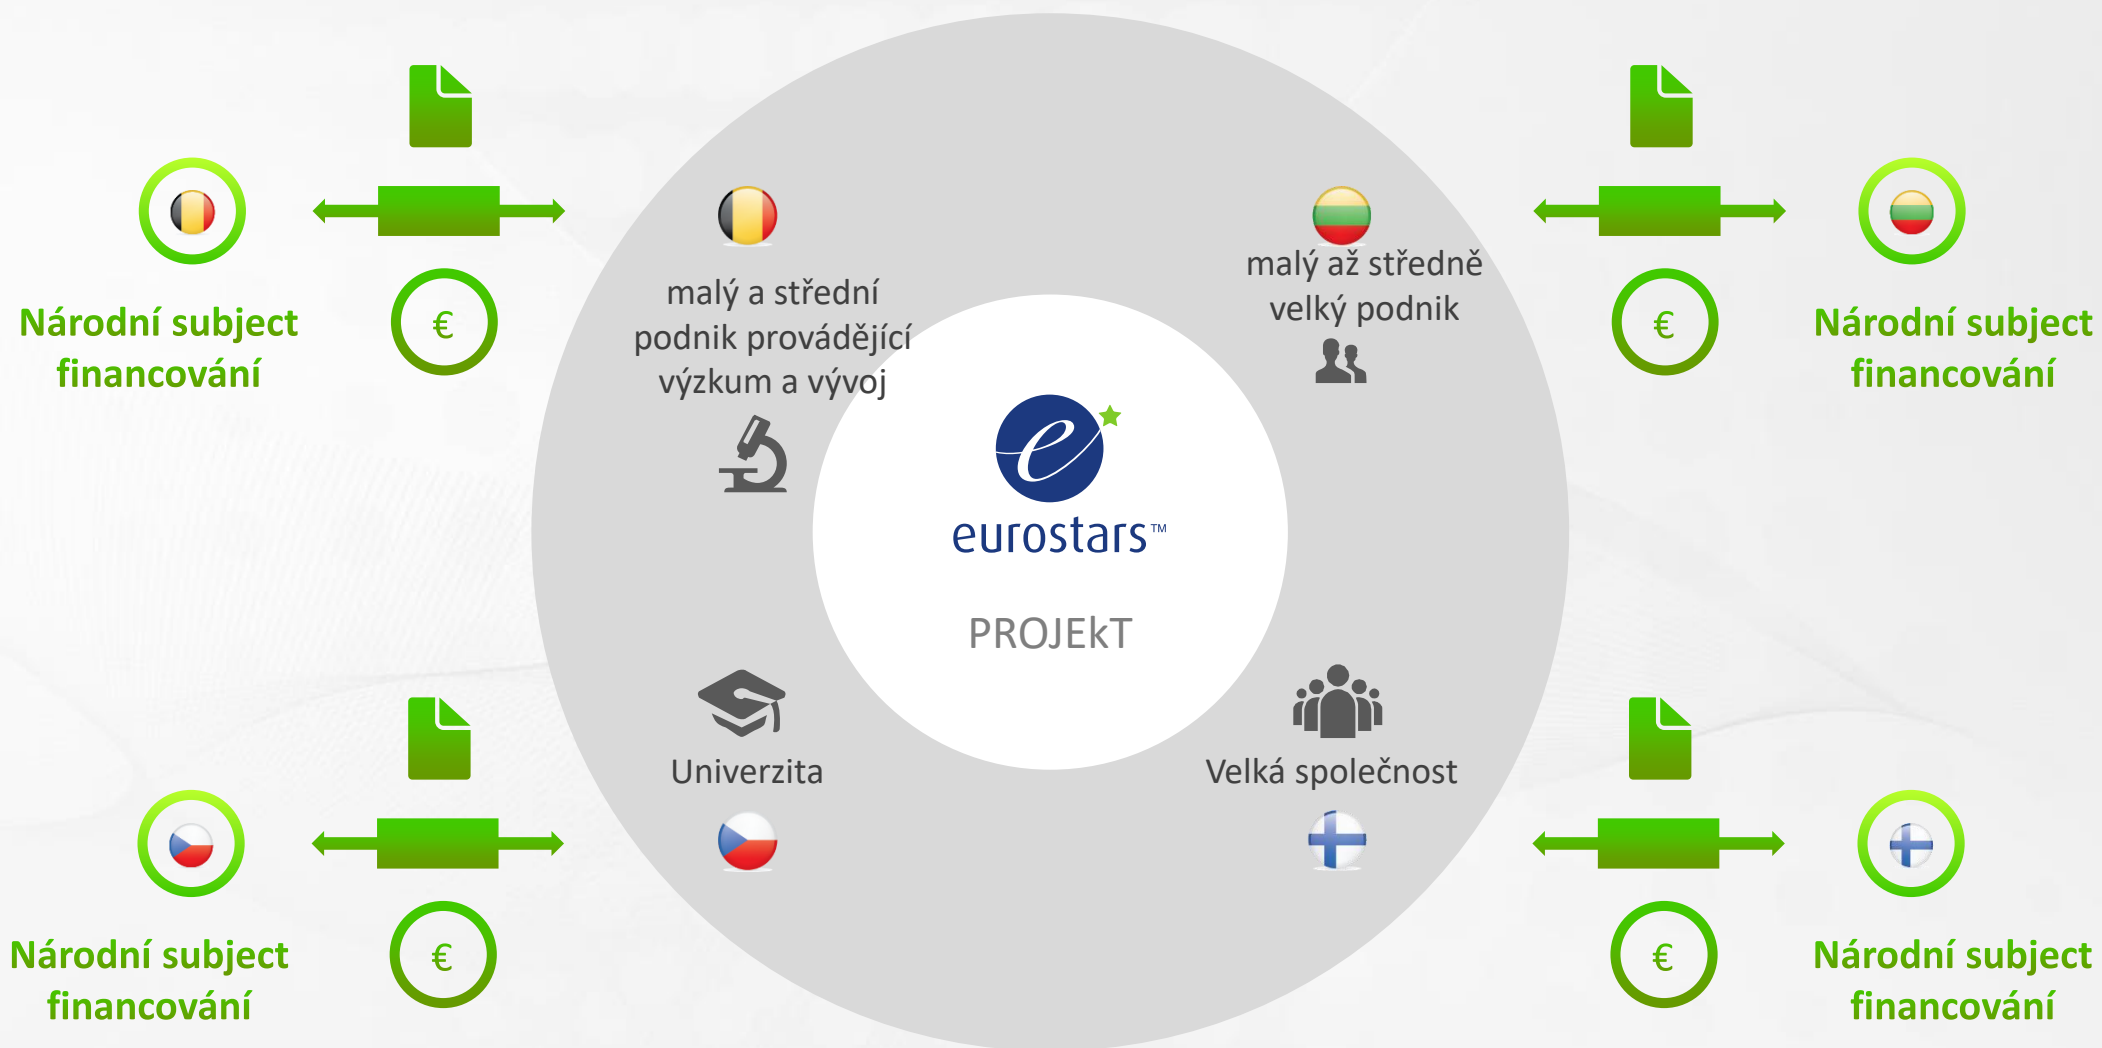 Národní subject
financování
€
malý a střední
podnik provádějící
výzkum a vývoj
malý až středně
velký podnik
€
Národní subject
financování
eurostars™
PROJEkT
Univerzita
Velká společnost
Národní subject
financování
€
€
Národní subject
financování